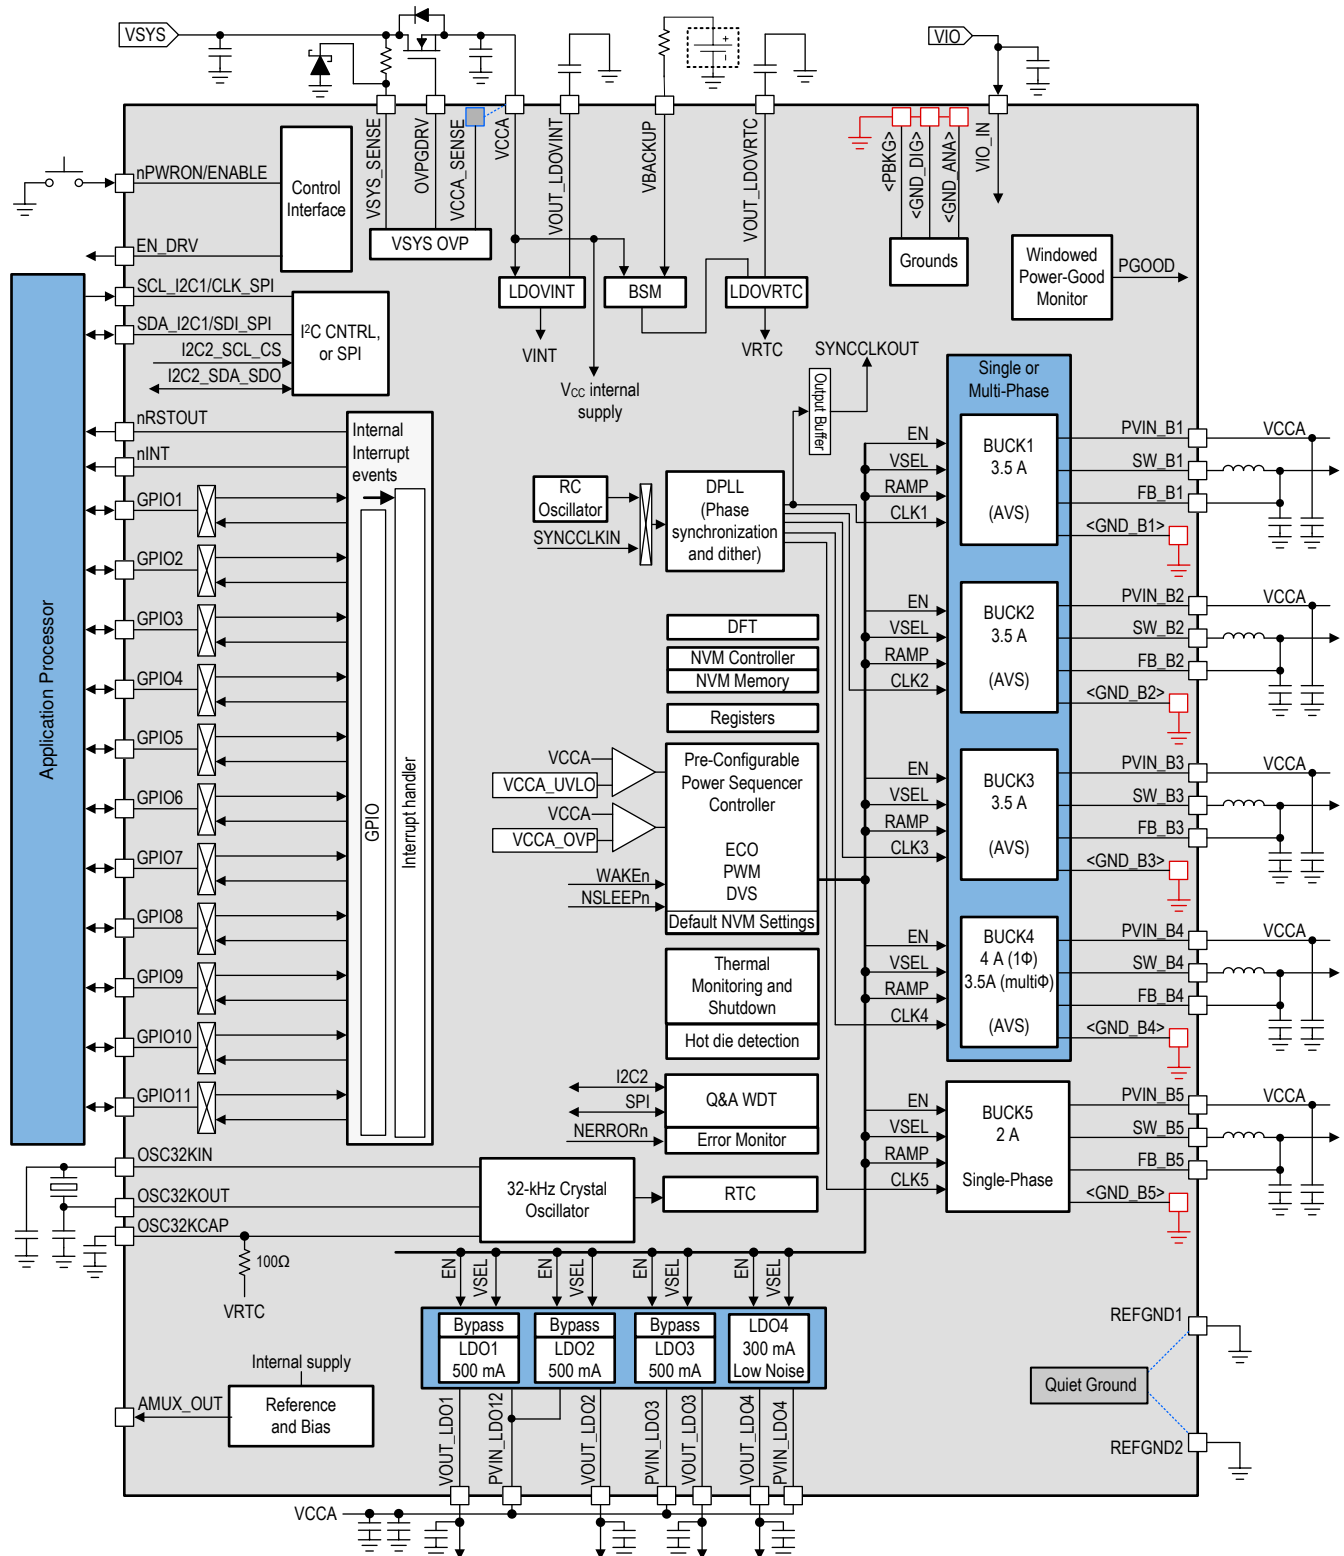 VSYS
VIO
VSYS_SENSE
OVPGDRV
VCCA_SENSE
VCCA
VOUT_LDOVINT
VBACKUP
VOUT_LDOVRTC
<PBKG>
<GND_DIG>
<GND_ANA>
VIO_IN
nPWRON/ENABLE
Control
Interface
EN_DRV
VSYS OVP
Grounds
Windowed
Power-Good
Monitor
PGOOD
LDOVINT
BSM
LDOVRTC
VINT
VCC internal
supply
VRTC
SCL_I2C1/CLK_SPI
SDA_I2C1/SDI_SPI
I2C2_SCL_CS
I2C2_SDA_SDO
I²C CNTRL,
or SPI
SYNCCLKOUT
Output Buffer
Application Processor
nRSTOUT
nINT
GPIO1
GPIO2
GPIO3
GPIO4
GPIO5
GPIO6
GPIO7
GPIO8
GPIO9
GPIO10
GPIO11
Internal
Interrupt
events
GPIO
Interrupt handler
RC
Oscillator
SYNCCLKIN
DPLL
(Phase
synchronization
and dither)
DFT
NVM Controller
NVM Memory
Registers
VCCA
VCCA_UVLO
VCCA
VCCA_OVP
WAKEn
NSLEEPn
Pre-Configurable
Power Sequencer
Controller
ECO
PWM
DVS
Default NVM Settings
Thermal
Monitoring and
Shutdown
Hot die detection
I2C2
SPI
NERRORn
Q&A WDT
Error Monitor
RTC
Single or
Multi-Phase
EN
VSEL
RAMP
CLK1
BUCK1
3.5 A
(AVS)
PVIN_B1
SW_B1
FB_B1
<GND_B1>
VCCA
EN
VSEL
RAMP
CLK2
BUCK2
3.5 A
(AVS)
PVIN_B2
SW_B2
FB_B2
<GND_B2>
VCCA
EN
VSEL
RAMP
CLK3
BUCK3
3.5 A
(AVS)
PVIN_B3
SW_B3
FB_B3
<GND_B3>
VCCA
EN
VSEL
RAMP
CLK4
BUCK4
4 A (1Φ)
3.5A (multiΦ)
(AVS)
PVIN_B4
SW_B4
FB_B4
<GND_B4>
VCCA
EN
VSEL
RAMP
CLK5
BUCK5
2 A
Single-Phase
PVIN_B5
SW_B5
FB_B5
<GND_B5>
VCCA
OSC32KIN
OSC32KOUT
OSC32KCAP
32-kHz Crystal
Oscillator
100Ω
VRTC
EN
VSEL
EN
VSEL
EN
VSEL
EN
VSEL
Bypass
LDO1
500 mA
Bypass
LDO2
500 mA
Bypass
LDO3
500 mA
LDO4
300 mA
Low Noise
Internal supply
AMUX_OUT
Reference
and Bias
VOUT_LDO1
PVIN_LDO12
VOUT_LDO2
PVIN_LDO3
VOUT_LDO3
VOUT_LDO4
PVIN_LDO4
VCCA
REFGND1
Quiet Ground
REFGND2